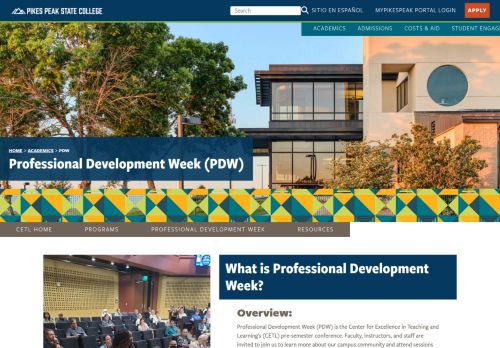 PIKES PEAK STATE COLLEGE
Search
SITIO EN ESPAÑOL
MYPIKESPEAK PORTAL LOGIN
APPLY
ACADEMICS
ADMISSIONS
COSTS & AID
STUDENT ENGAG
HOME > ACADEMICS > PDW
Professional Development Week (PDW)
CETL HOME
PROGRAMS
PROFESSIONAL DEVELOPMENT WEEK
RESOURCES
What is Professional Development
Week?
Overview:
Professional Development Week (PDW) is the Center for Excellence in Teaching and
Learning's (CETL) pre-semester conference. Faculty, instructors, and staff are
invited to join us to learn more about our campus community and attend sessions